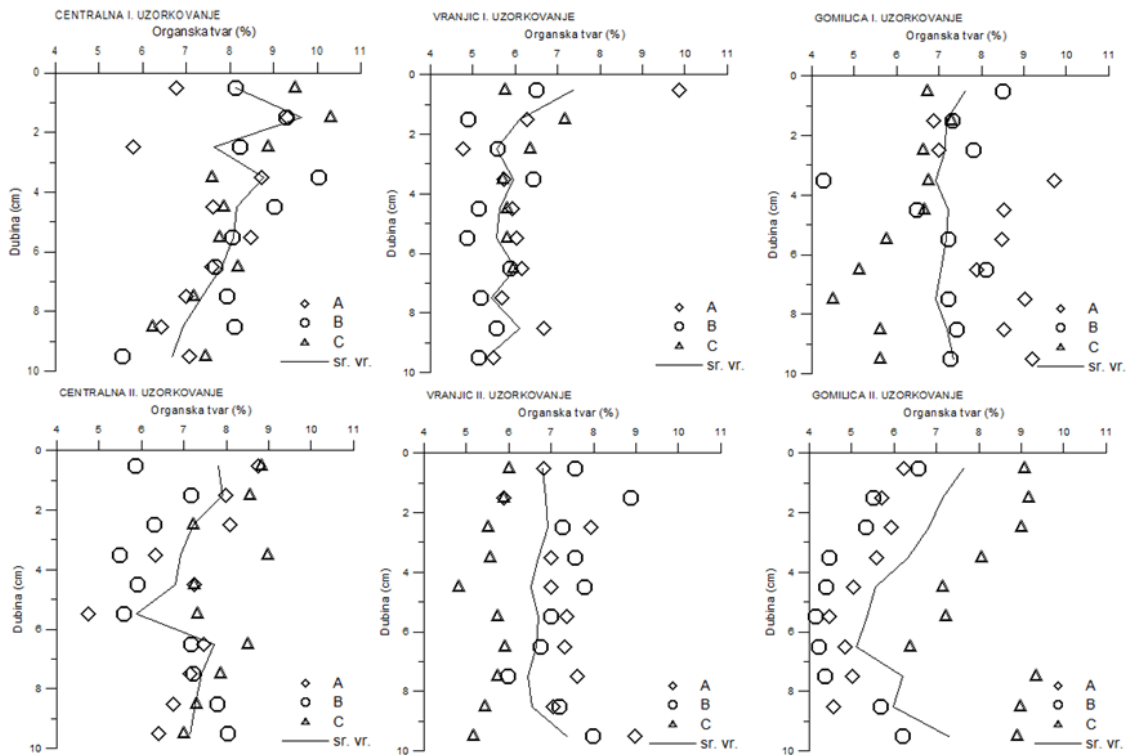 CENTRALNA I. UZORKOVANJE
Organska tvar (%)
4 5 6 7 8 9 10 11
0
2
4
6
8
10
Dubina (cm)
A
B
C
sr. vr.
VRANJIC I. UZORKOVANJE
Organska tvar (%)
4 5 6 7 8 9 10 11
0
2
4
6
8
10
Dubina (cm)
A
B
C
sr. vr.
GOMILICA I. UZORKOVANJE
Organska tvar (%)
4 5 6 7 8 9 10 11
0
2
4
6
8
10
Dubina (cm)
A
B
C
sr. vr.
CENTRALNA II. UZORKOVANJE
Organska tvar (%)
4 5 6 7 8 9 10 11
0
2
4
6
8
10
Dubina (cm)
A
B
C
sr. vr.
VRANJIC II. UZORKOVANJE
Organska tvar (%)
4 5 6 7 8 9 10 11
0
2
4
6
8
10
Dubina (cm)
A
B
C
sr. vr.
GOMILICA II. UZORKOVANJE
Organska tvar (%)
4 5 6 7 8 9 10 11
0
2
4
6
8
10
Dubina (cm)
A
B
C
sr. vr.